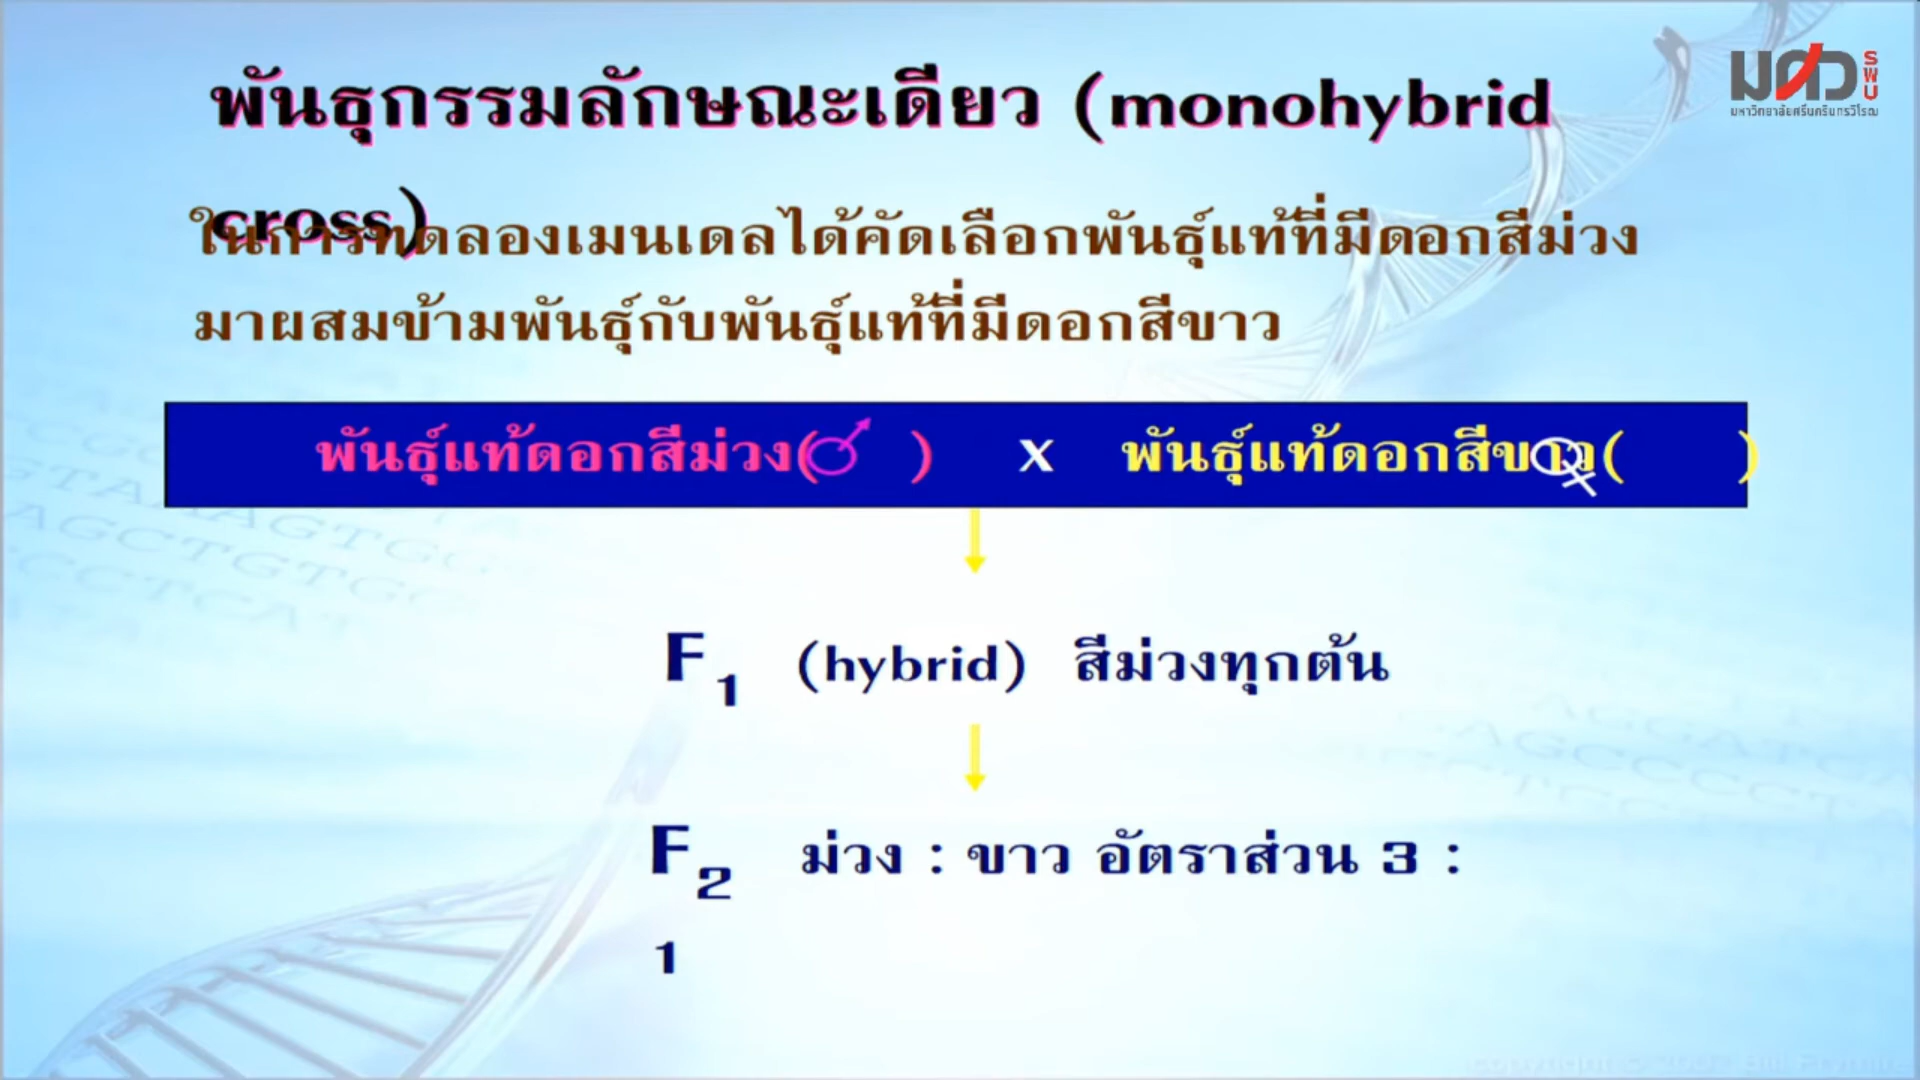 พันธุกรรมลักษณะเดียว (monohybrid
cross)
ในการทดลองเมนเดลได้คัดเลือกพันธุ์แท้ที่มีดอกสีม่วง
มาผสมข้ามพันธุ์กับพันธุ์แท้ที่มีดอกสีขาว
พันธุ์แท้ดอกสีม่วง(♂ ) x พันธุ์แท้ดอกสีขาว(♀ )
F1 (hybrid) สีม่วงทุกต้น
F2 ม่วง : ขาว อัตราส่วน 3 :
1
มศว
รพบ
มหาวิทยาลัยศรีนครินทรวิโรฒ